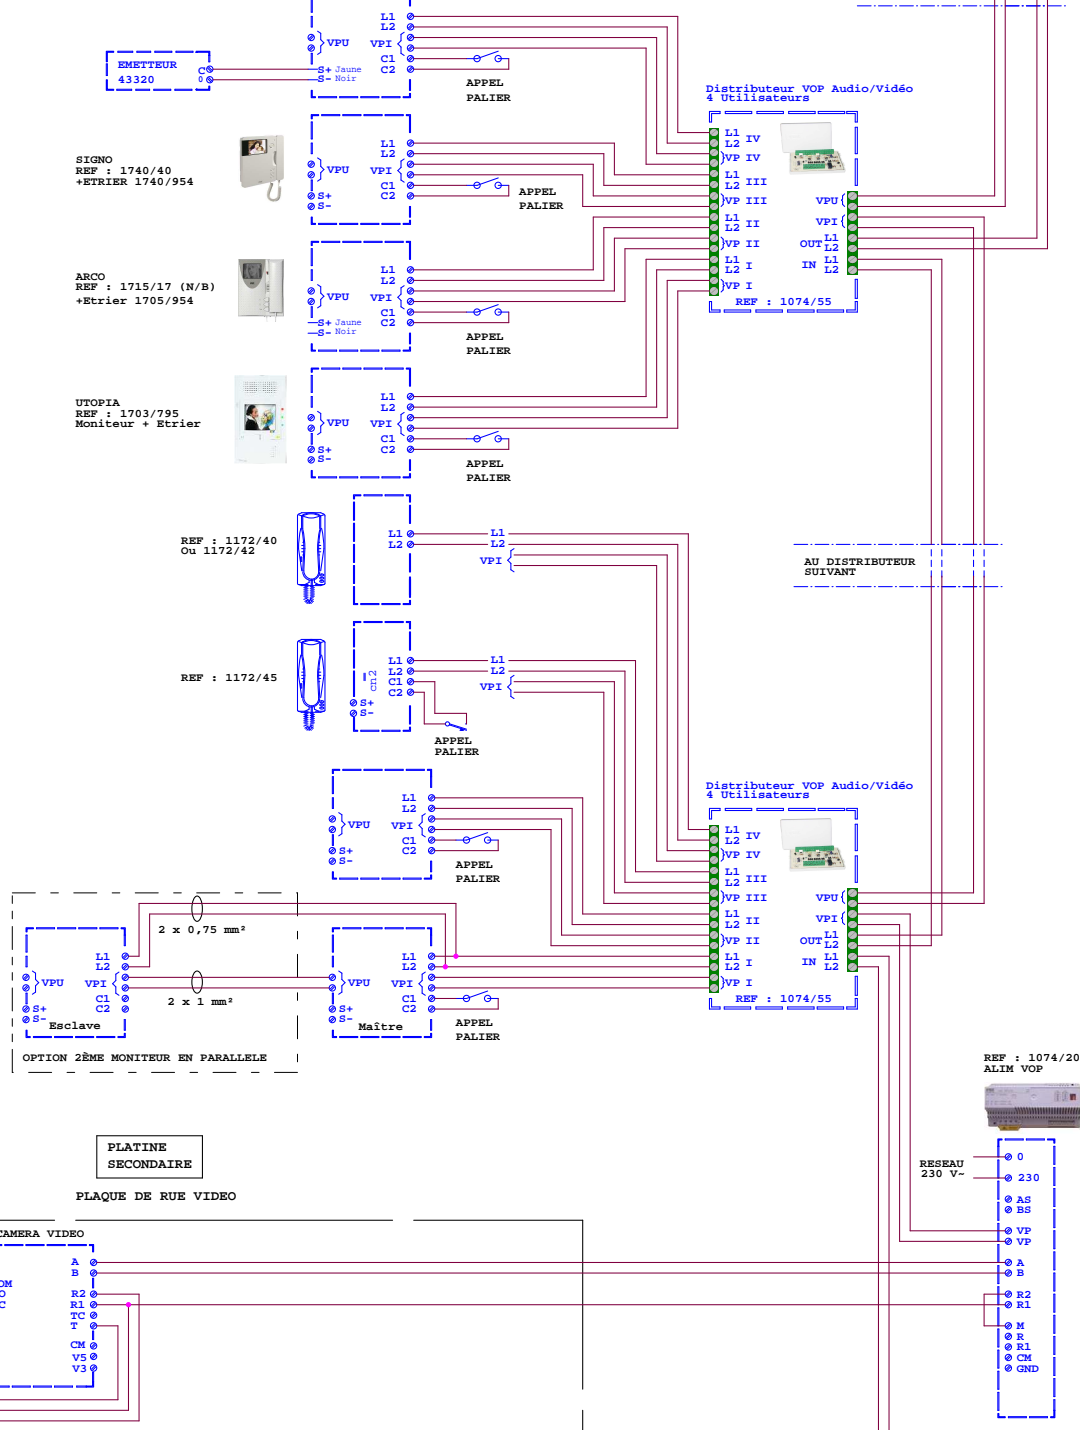 L1
L2
VPU
VPI
C1
C2
S+ Jaune
S- Noir
EMETTEUR
43320
C
0
APPEL
PALIER
Distributeur VOP Audio/Vidéo
4 Utilisateurs
L1
L2
IV
VP IV
L1
L2
III
VP III
L1
L2
II
VP II
L1
L2
I
VP I
VPU
VPI
OUT
L1
L2
IN
L1
L2
REF : 1074/55
SIGNO
REF : 1740/40
+ETRIER 1740/954
L1
L2
VPU
VPI
C1
C2
S+
S-
APPEL
PALIER
ARCO
REF : 1715/17 (N/B)
+Etrier 1705/954
L1
L2
VPU
VPI
C1
C2
S+ Jaune
S- Noir
APPEL
PALIER
UTOPIA
REF : 1703/795
Moniteur + Etrier
L1
L2
VPU
VPI
C1
C2
S+
S-
APPEL
PALIER
REF : 1172/40
Ou 1172/42
L1
L2
L1
L2
VPI
AU DISTRIBUTEUR
SUIVANT
REF : 1172/45
L1
L2
C1
C2
cn2
S+
S-
L1
L2
VPI
APPEL
PALIER
L1
L2
VPU
VPI
C1
C2
S+
S-
APPEL
PALIER
Distributeur VOP Audio/Vidéo
4 Utilisateurs
L1
L2
IV
VP IV
L1
L2
III
VP III
L1
L2
II
VP II
L1
L2
I
VP I
VPU
VPI
OUT
L1
L2
IN
L1
L2
REF : 1074/55
2 x 0,75 mm²
2 x 1 mm²
L1
L2
VPU
VPI
C1
C2
S+
S-
Esclave
L1
L2
VPU
VPI
C1
C2
S+
S-
Maître
APPEL
PALIER
OPTION 2ÈME MONITEUR EN PARALLELE
REF : 1074/20
ALIM VOP
RESEAU
230 V~
0
230
AS
BS
VP
VP
A
B
R2
R1
M
R
R1
CM
GND
PLATINE
SECONDAIRE
PLAQUE DE RUE VIDEO
CAMERA VIDEO
A
B
OM
O
C
R2
R1
TC
T
CM
V5
V3